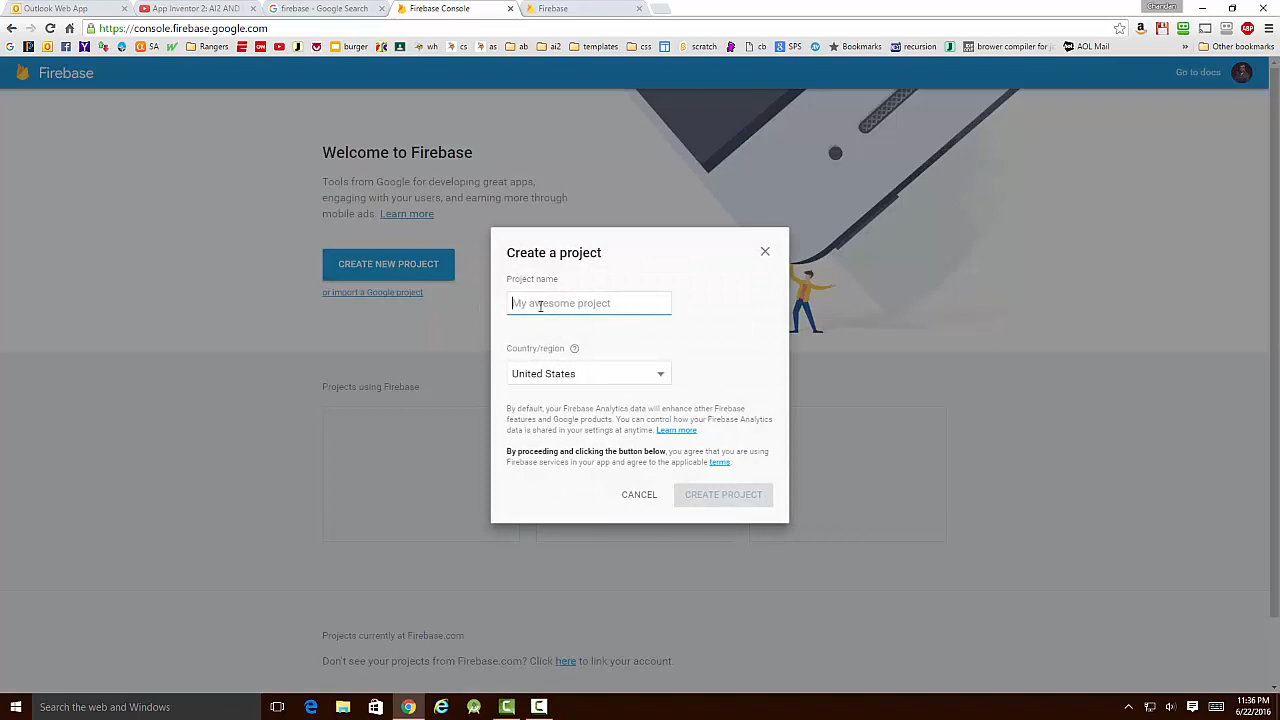 Chandan
Outlook Web App
App Inventor 2: AI2 AND
firebase - Google Search
Firebase Console
Firebase
https://console.firebase.google.com
SA
Rangers
burger
wh
cs
as
ab
ai2
templates
css
scratch
cb
SPS
Bookmarks
recursion
brower compiler for j
AOL Mail
»
Other bookmarks
Firebase
Go to docs
Welcome to Firebase
Tools from Google for developing great apps,
engaging with your users, and earning more through
mobile ads. Learn more
CREATE NEW PROJECT
or import a Google project
Create a project
Project name
My awesome project
Country/region
United States
By default, your Firebase Analytics data will enhance other Firebase
features and Google products. You can control how your Firebase Analytics
data is shared in your settings at anytime. Learn more
By proceeding and clicking the button below, you agree that you are using
Firebase services in your app and agree to the applicable terms.
CANCEL
CREATE PROJECT
Projects using Firebase
Projects currently at Firebase.com
Don't see your projects from Firebase.com? Click here to link your account.
Search the web and Windows
11:36 PM
6/22/2016